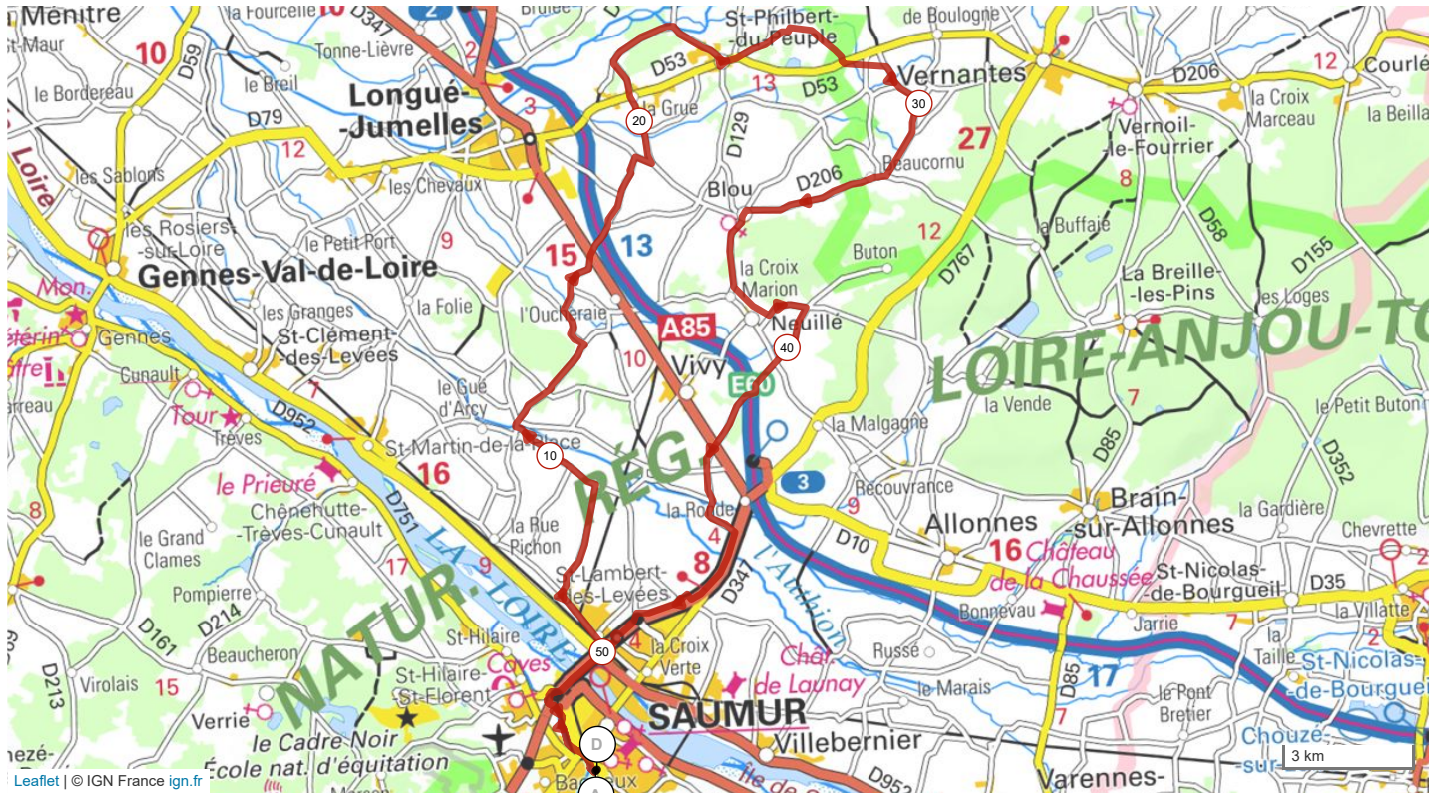 Ménitre
la Fourcelle
10
D347
2
Brûlée
St-Philbert-
-du-Peuple
de Boulogne
St-Maur
10
D59
Tonne-Lièvre
2
D53
13
D53
Vernantes
D206
12
Courlé
le Breil
le Bordereau
Longué-
-Jumelles
3
la Grue
20
30
la Croix
Marceau
la Beilla
D79
12
D129
27
Vernoil-
-le-Fourrier
Loire
les Sablons
les Chevaux
Blou
D206
Beaucornu
8
les Rosiers-
-sur-Loire
le Petit Port
9
15
13
12
la Buffaie
D58
D155
Gennes-Val-de-Loire
la Croix
Marion
Buton
D767
La Breille-
-les-Pins
les Loges
Mon.
la Folie
l'Oucheraie
les Granges
St-Clément-
-des-Levées
A85
Neuillé
LOIRE-ANJOU-TO
Gennes
Cunault
7
10
Vivy
40
E60
7
le Gué
d'Arcy
la Vende
le Petit Buton
Tour
Trèves
D952
St-Martin-de-la-Place
10
la Malgagne
D85
D352
le Prieuré
16
RÉG.
3
Récouvrance
8
Chênehutte-
-Trèves-Cunault
D751
la Ronde
9
Brain-
-sur-Allonnes
la Gardière
le Grand
Clames
la Rue
Pichon
4
Allonnes
Chevrette
LA LOIRE
17
9
8
D10
16
Château
de la Chaussée
2
Pompierre
NATUR.
St-Lambert-
-des-Levées
D347
l'Authion
St-Nicolas-
-de-Bourgueil
D35
D214
Bonnevau
la Villatte
D161
St-Hilaire
4
la Croix
Verte
7
Jarrie
2
Beaucheron
50
Russé
la
Taille
St-Nicolas-
-de-Bourguei
D213
Virolais
15
St-Hilaire-
-St-Florent
Caves
Chât.
de Launay
D85
17
le Marais
le Pont
Bretier
Verrie
SAUMUR
7
le Cadre Noir
École nat. d'équitation
D
Villebernier
Chouzé-
-sur-
3 km
Leaflet | © IGN France ign.fr
Varennes-
D952